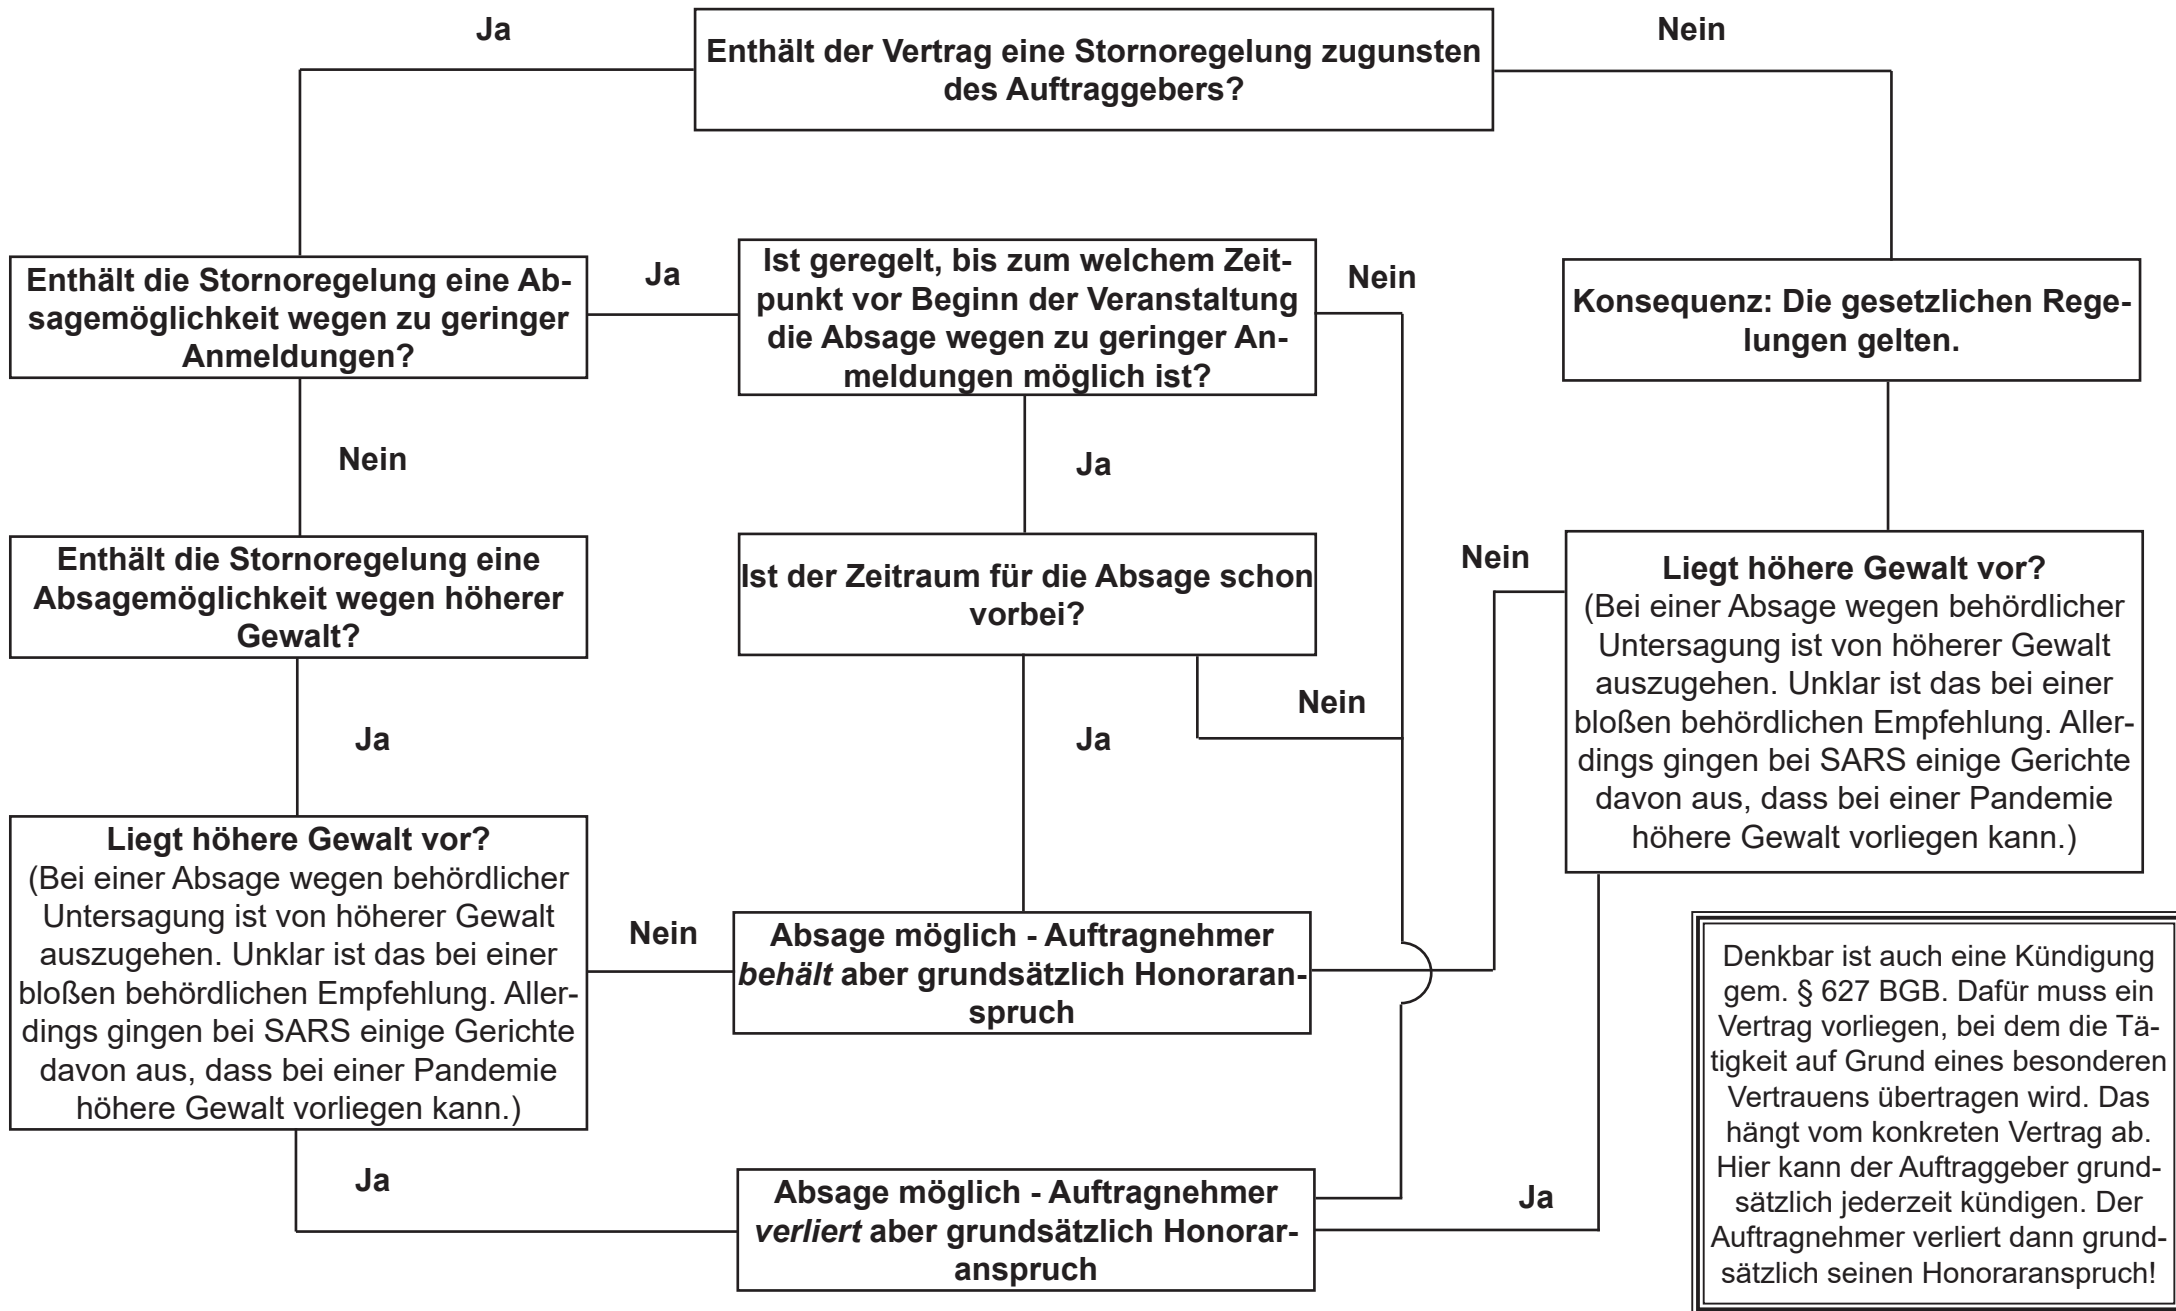 Ja
Enthält der Vertrag eine Stornoregelung zugunsten
des Auftraggebers?
Nein
Enthält die Stornoregelung eine Ab-
sagemöglichkeit wegen zu geringer
Anmeldungen?
Ja
Ist geregelt, bis zum welchem Zeit-
punkt vor Beginn der Veranstaltung
die Absage wegen zu geringer An-
meldungen möglich ist?
Nein
Konsequenz: Die gesetzlichen Rege-
lungen gelten.
Nein
Ja
Enthält die Stornoregelung eine
Absagemöglichkeit wegen höherer
Gewalt?
Ist der Zeitraum für die Absage schon
vorbei?
Nein
Liegt höhere Gewalt vor?
(Bei einer Absage wegen behördlicher
Untersagung ist von höherer Gewalt
auszugehen. Unklar ist das bei einer
bloßen behördlichen Empfehlung. Aller-
dings gingen bei SARS einige Gerichte
davon aus, dass bei einer Pandemie
höhere Gewalt vorliegen kann.)
Nein
Ja
Ja
Liegt höhere Gewalt vor?
(Bei einer Absage wegen behördlicher
Untersagung ist von höherer Gewalt
auszugehen. Unklar ist das bei einer
bloßen behördlichen Empfehlung. Aller-
dings gingen bei SARS einige Gerichte
davon aus, dass bei einer Pandemie
höhere Gewalt vorliegen kann.)
Nein
Absage möglich - Auftragnehmer
behält aber grundsätzlich Honoraran-
spruch
Ja
Absage möglich - Auftragnehmer
verliert aber grundsätzlich Honorar-
anspruch
Ja
Denkbar ist auch eine Kündigung
gem. § 627 BGB. Dafür muss ein
Vertrag vorliegen, bei dem die Tä-
tigkeit auf Grund eines besonderen
Vertrauens übertragen wird. Das
hängt vom konkreten Vertrag ab.
Hier kann der Auftraggeber grund-
sätzlich jederzeit kündigen. Der
Auftragnehmer verliert dann grund-
sätzlich seinen Honoraranspruch!